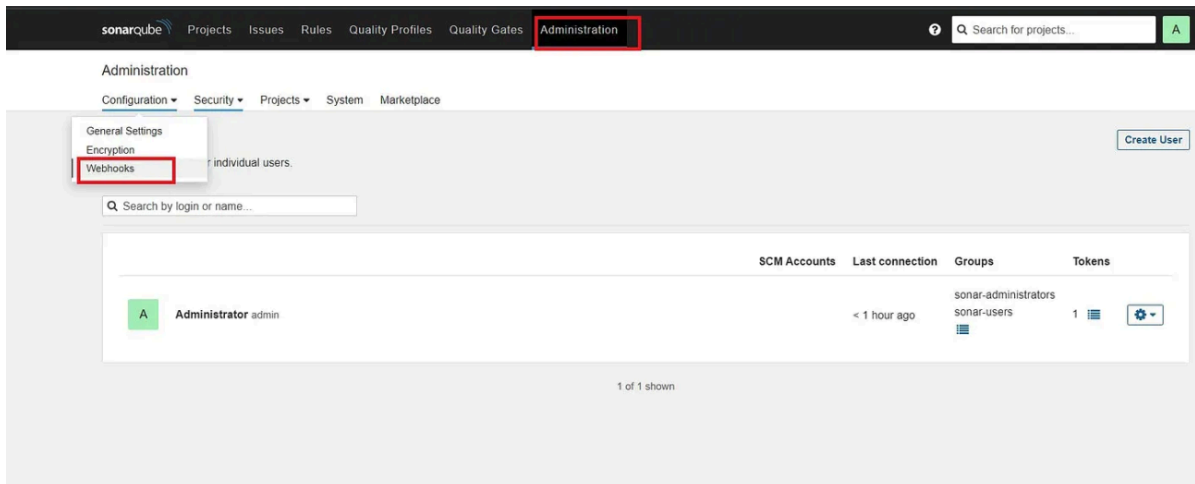 sonarqube Projects Issues Rules Quality Profiles Quality Gates Administration Search for projects... A
Administration
Configuration Security Projects System Marketplace
General Settings
Create User
Encryption
Webhooks
individual users.
Search by login or name...
SCM Accounts Last connection Groups Tokens
A Administrator admin < 1 hour ago sonar-administrators
sonar-users 1
1 of 1 shown